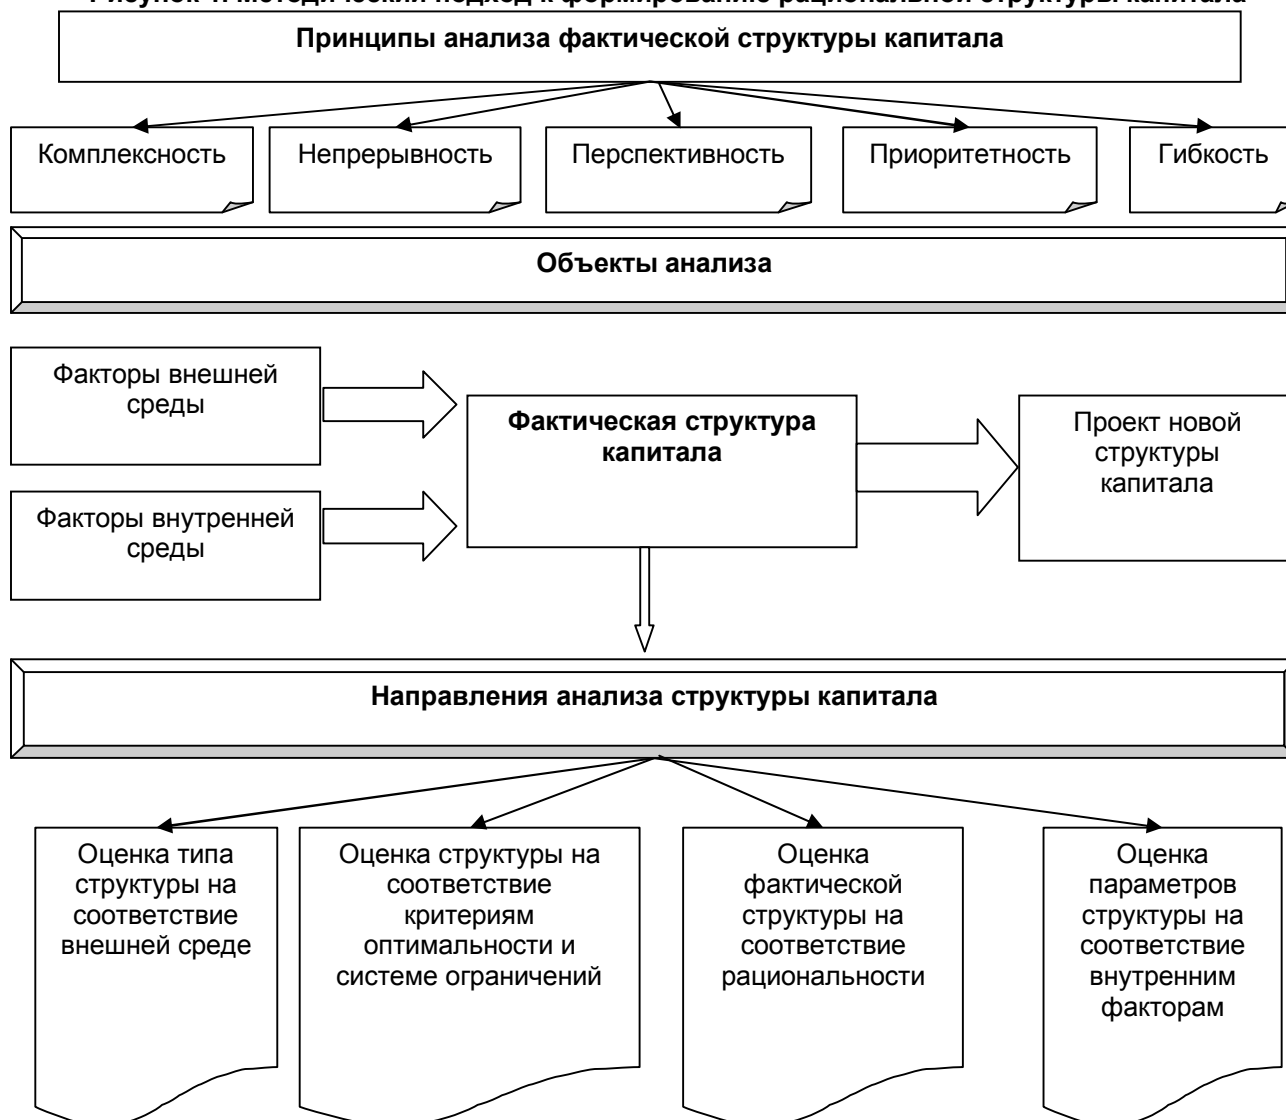 Принципы анализа фактической структуры капитала
Комплексность
Непрерывность
Перспективность
Приоритетность
Гибкость
Объекты анализа
Факторы внешней
среды
Факторы внутренней
среды
Фактическая структура
капитала
Проект новой
структуры
капитала
Направления анализа структуры капитала
Оценка типа
структуры на
соответствие
внешней среде
Оценка структуры на
соответствие
критериям
оптимальности и
системе ограничений
Оценка
фактической
структуры на
соответствие
рациональности
Оценка
параметров
структуры на
соответствие
внутренним
факторам